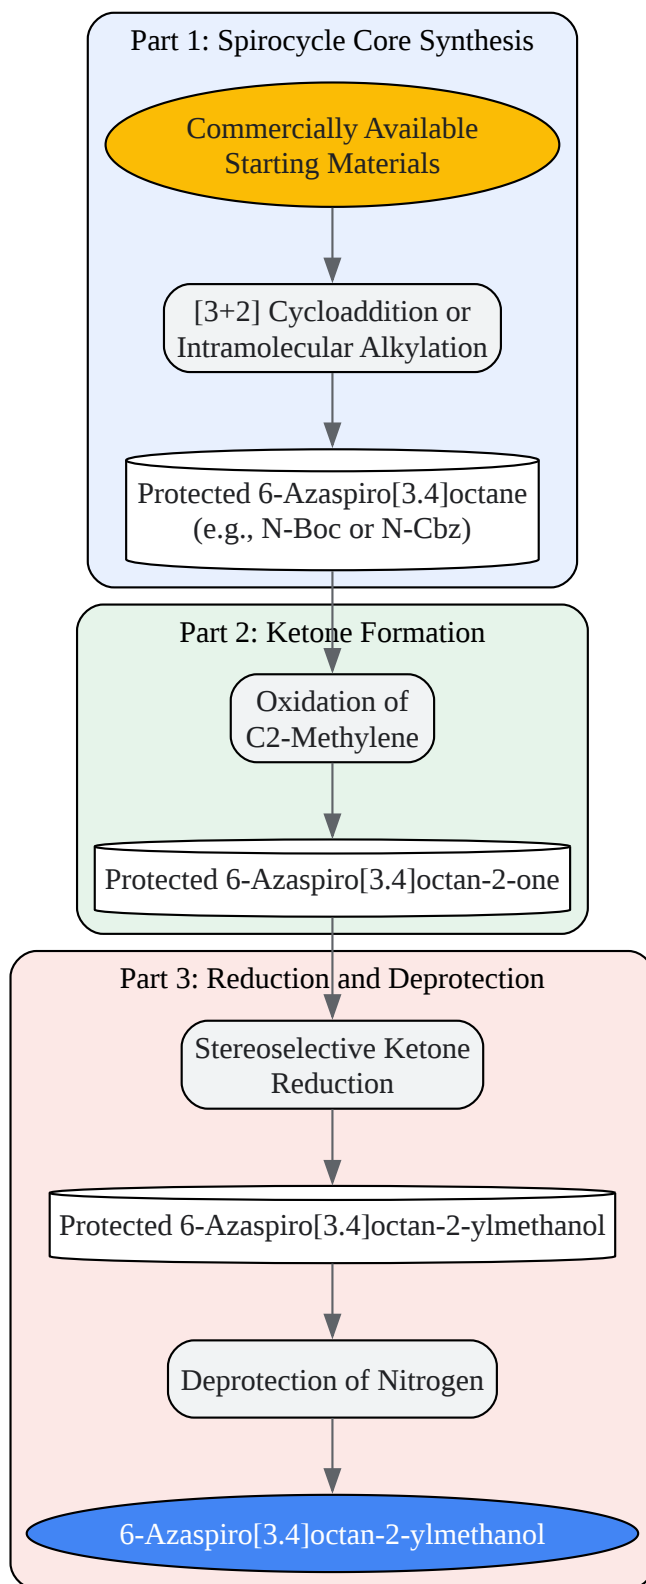 Part 1: Spirocycle Core Synthesis
Commercially Available
Starting Materials
[3+2] Cycloaddition or
Intramolecular Alkylation
Protected 6-Azaspiro[3.4]octane
(e.g., N-Boc or N-Cbz)
Part 2: Ketone Formation
Oxidation of
C2-Methylene
Protected 6-Azaspiro[3.4]octan-2-one
Part 3: Reduction and Deprotection
Stereoselective Ketone
Reduction
Protected 6-Azaspiro[3.4]octan-2-ylmethanol
Deprotection of Nitrogen
6-Azaspiro[3.4]octan-2-ylmethanol